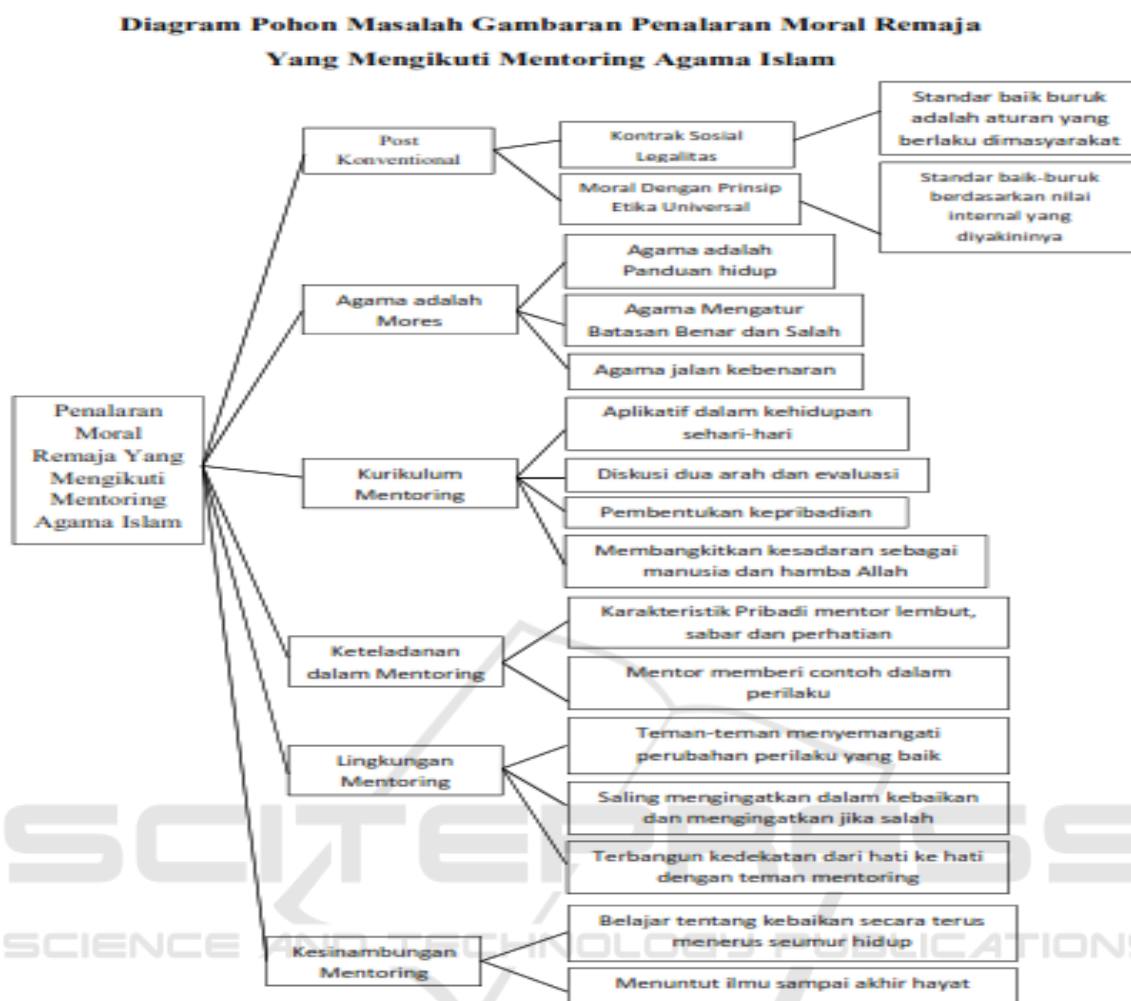 Diagram Pohon Masalah Gambaran Penalaran Moral Remaja
Yang Mengikuti Mentoring Agama Islam
Penalaran
Moral
Remaja Yang
Mengikuti
Mentoring
Agama Islam
Post
Konventional
Kontrak Sosial
Legalitas
Standar baik buruk
adalah aturan yang
berlaku dimasyarakat
Moral Dengan Prinsip
Etika Universal
Standar baik-buruk
berdasarkan nilai
internal yang
diyakininya
Agama adalah
Mores
Agama adalah
Panduan hidup
Agama Mengatur
Batasan Benar dan Salah
Agama jalan kebenaran
Kurikulum
Mentoring
Aplikatif dalam kehidupan
sehari-hari
Diskusi dua arah dan evaluasi
Pembentukan kepribadian
Membangkitkan kesadaran sebagai
manusia dan hamba Allah
Keteladanan
dalam Mentoring
Karakteristik Pribadi mentor lembut,
sabar dan perhatian
Mentor memberi contoh dalam
perilaku
Lingkungan
Mentoring
Teman-teman menyemangati
perubahan perilaku yang baik
Saling mengingatkan dalam kebaikan
dan mengingatkan jika salah
Terbangun kedekatan dari hati ke hati
dengan teman mentoring
Kesinambungan
Mentoring
Belajar tentang kebaikan secara terus
menerus seumur hidup
Menuntut ilmu sampai akhir hayat
SCITEPRESS
SCIENCE AND TECHNOLOGY PUBLICATIONS